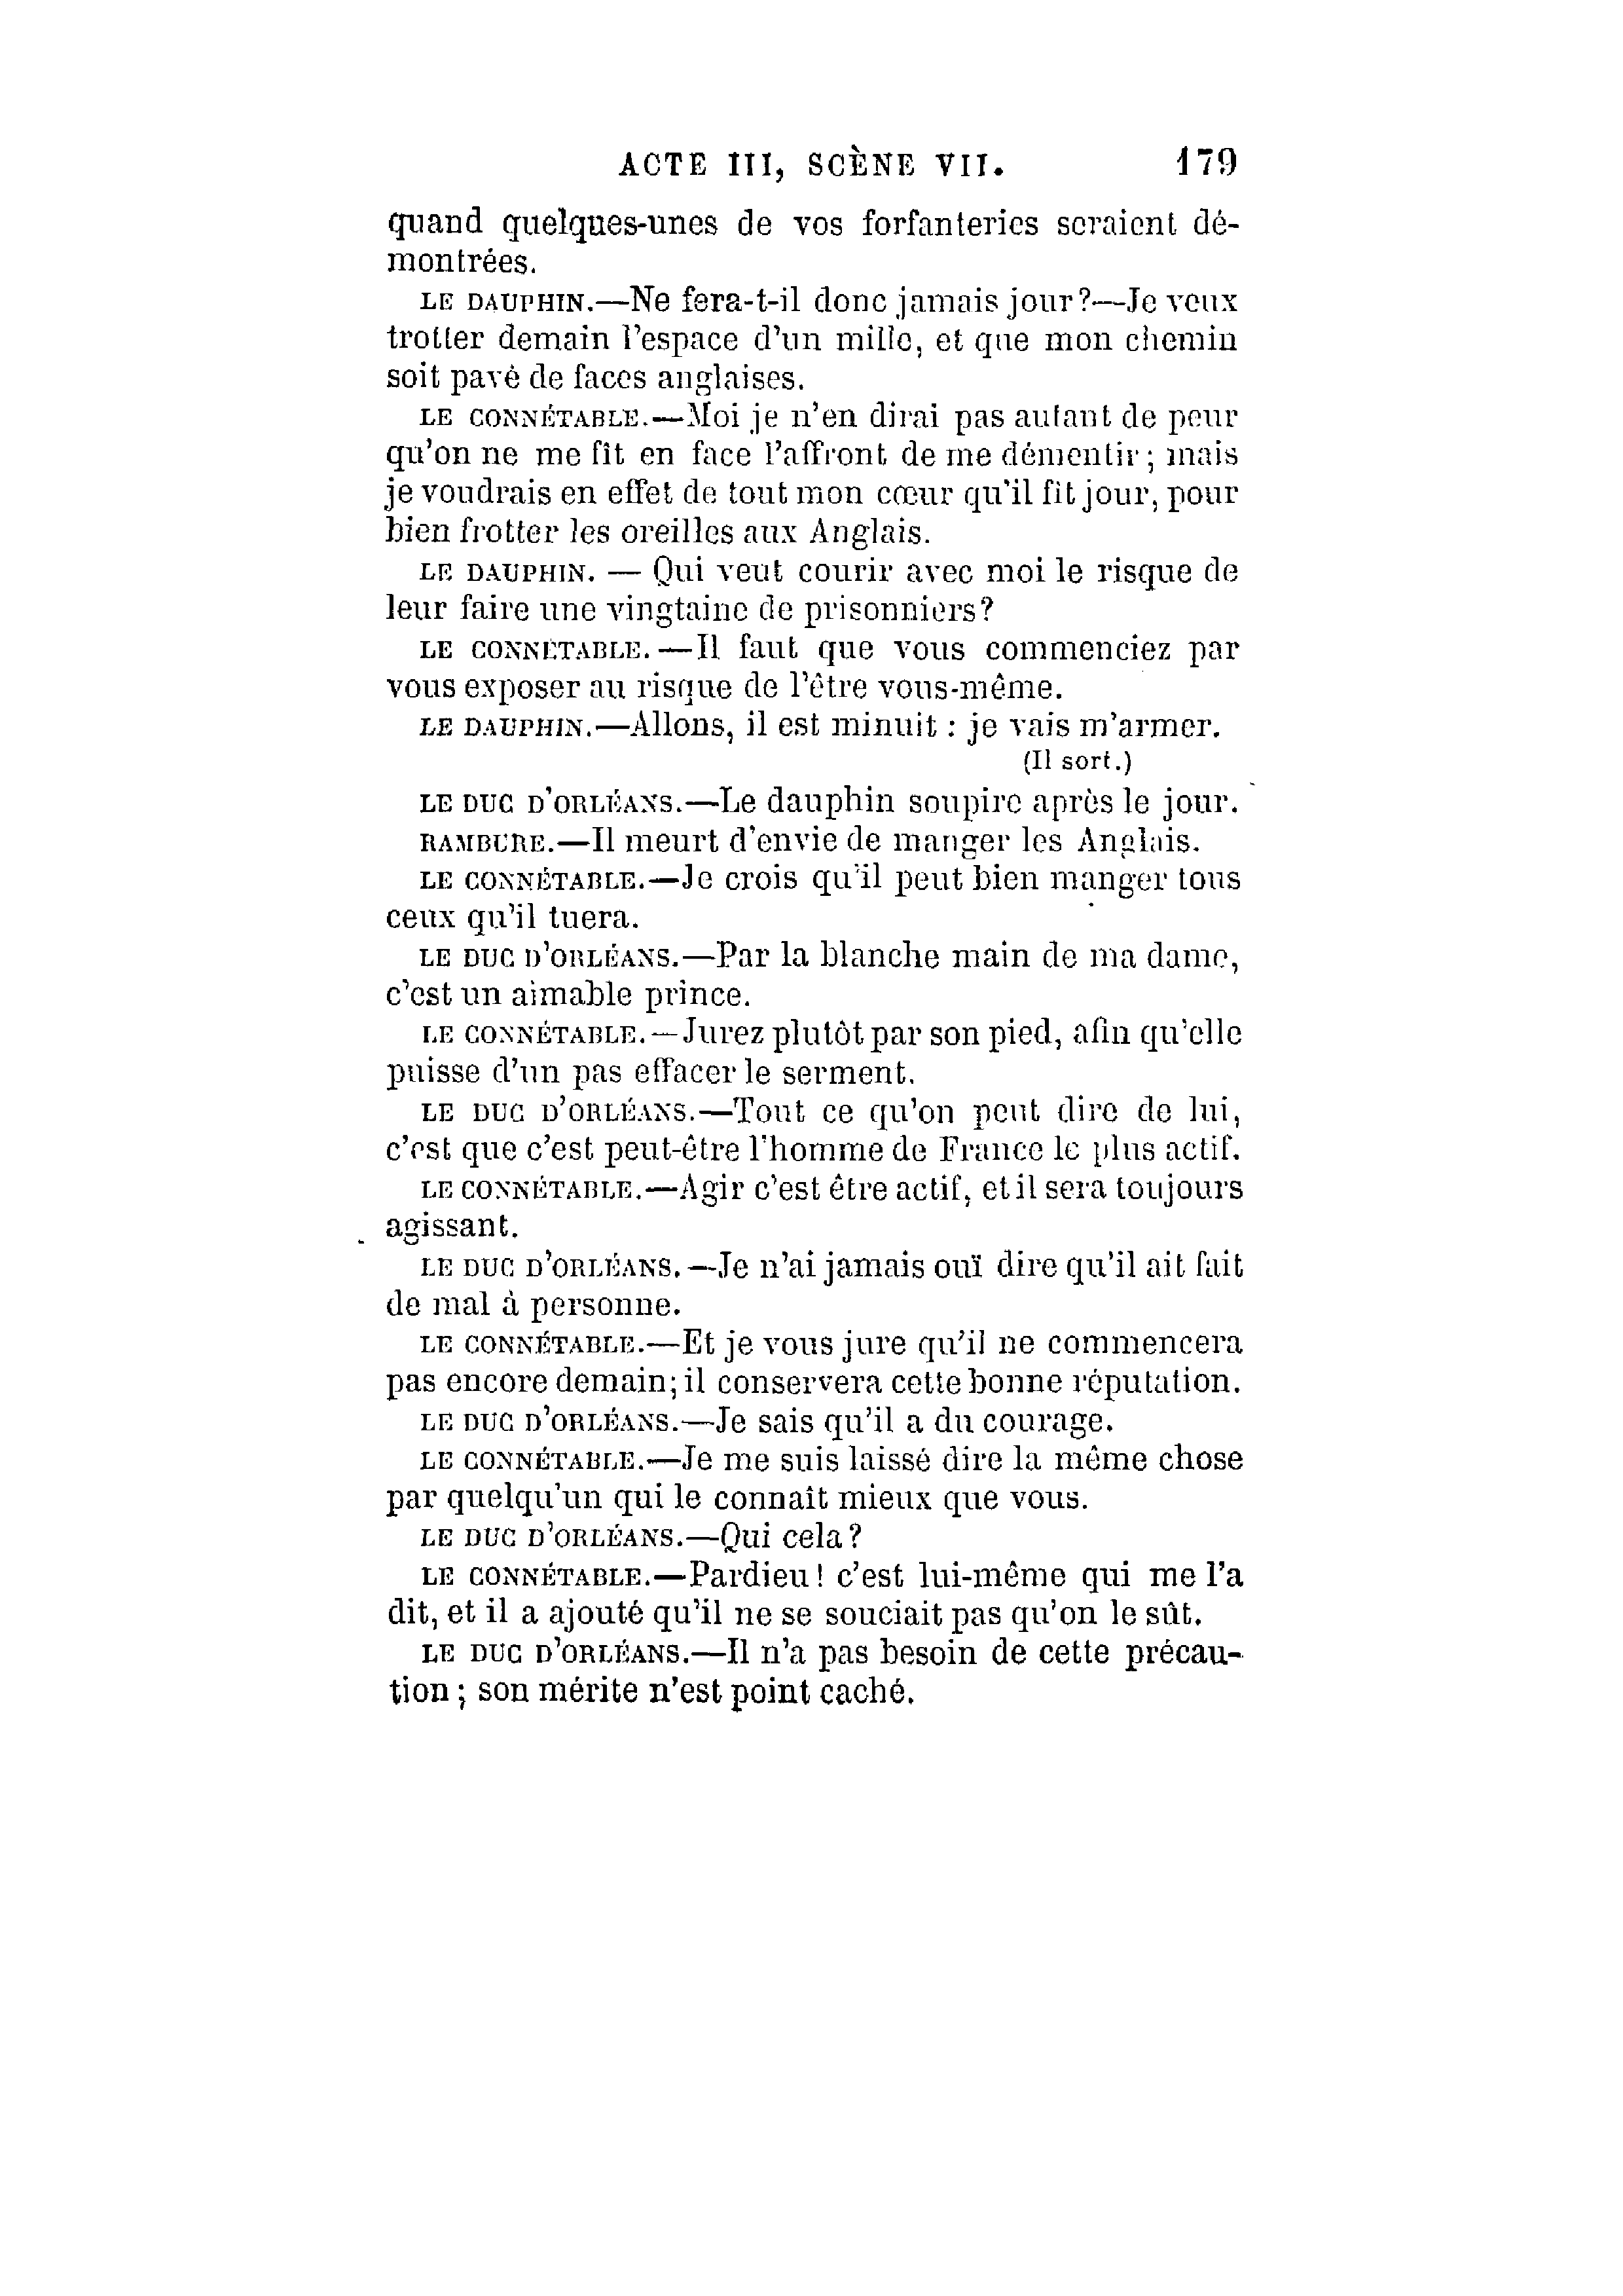 ACTE III, SCÈNE VII. 179
quand quelques-unes de vos forfanteries seraient dé-
montrées.
LE DAUPHIN.—Ne fera-t-il donc jamais jour?—Je veux
trotter demain l'espace d'un mille, et que mon chemin
soit pavé de faces anglaises.
LE CONNÉTABLE.—Moi je n'en dirai pas autant de peur
qu'on ne me fît en face l'affront de me démentir; mais
je voudrais en effet de tout mon cœur qu'il fît jour, pour
bien frotter les oreilles aux Anglais.
LE DAUPHIN. — Qui veut courir avec moi le risque de
leur faire une vingtaine de prisonniers?
LE CONNÉTABLE. —Il faut que vous commenciez par
vous exposer au risque de l'être vous-même.
LE DAUPHIN.—Allons, il est minuit : je vais m'armer.
(Il sort.)
LE DUC D'ORLÉANS.—Le dauphin soupire après le jour.
RAMBURE.—Il meurt d'envie de manger les Anglais.
LE CONNÉTABLE.—Je crois qu'il peut bien manger tous
ceux qu'il tuera.
LE DUC D'ORLÉANS.—Par la blanche main de ma dame,
c'est un aimable prince.
LE CONNÉTABLE.—Jurez plutôt par son pied, afin qu'elle
puisse d'un pas effacer le serment.
LE DUC D'ORLÉANS.—Tout ce qu'on peut dire de lui,
c'est que c'est peut-être l'homme de France le plus actif.
LE CONNÉTABLE.—Agir c'est être actif, et il sera toujours
agissant.
LE DUC D'ORLÉANS. —Je n'ai jamais ouï dire qu'il ait fait
de mal à personne.
LE CONNÉTABLE.—Et je vous jure qu'il ne commencera
pas encore demain; il conservera cette bonne réputation.
LE DUC D'ORLÉANS.—Je sais qu'il a du courage.
LE CONNÉTABLE.—Je me suis laissé dire la même chose
par quelqu'un qui le connaît mieux que vous.
LE DUC D'ORLÉANS.—Qui cela?
LE CONNÉTABLE.—Pardieu! c'est lui-même qui me l'a
dit, et il a ajouté qu'il ne se souciait pas qu'on le sût.
LE DUC D'ORLÉANS.—Il n'a pas besoin de cette précau-
tion ; son mérite n'est point caché.